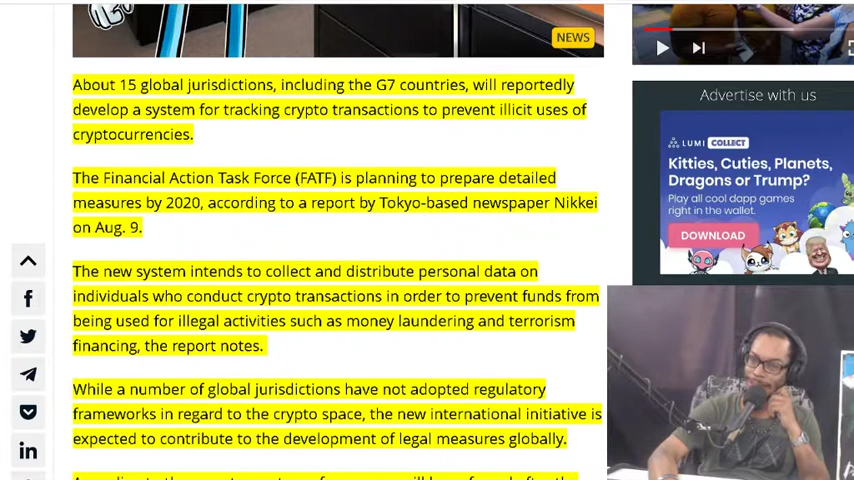 NEWS
About 15 global jurisdictions, including the G7 countries, will reportedly
develop a system for tracking crypto transactions to prevent illicit uses of
cryptocurrencies.
The Financial Action Task Force (FATF) is planning to prepare detailed
measures by 2020, according to a report by Tokyo-based newspaper Nikkei
on Aug. 9.
The new system intends to collect and distribute personal data on
individuals who conduct crypto transactions in order to prevent funds from
being used for illegal activities such as money laundering and terrorism
financing, the report notes.
While a number of global jurisdictions have not adopted regulatory
frameworks in regard to the crypto space, the new international initiative is
expected to contribute to the development of legal measures globally.
Advertise with us
LUMI COLLECT
Kitties, Cuties, Planets,
Dragons or Trump?
Play all cool dapp games
right in the wallet.
DOWNLOAD